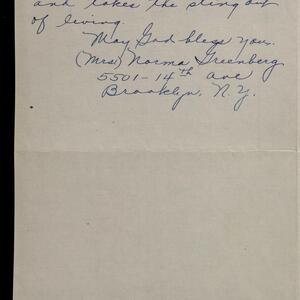 and takes the sting out
of living.
May God bless you.
(Mrs.) Norma Greenberg
5501-14th ave
Brooklyn, N.Y.